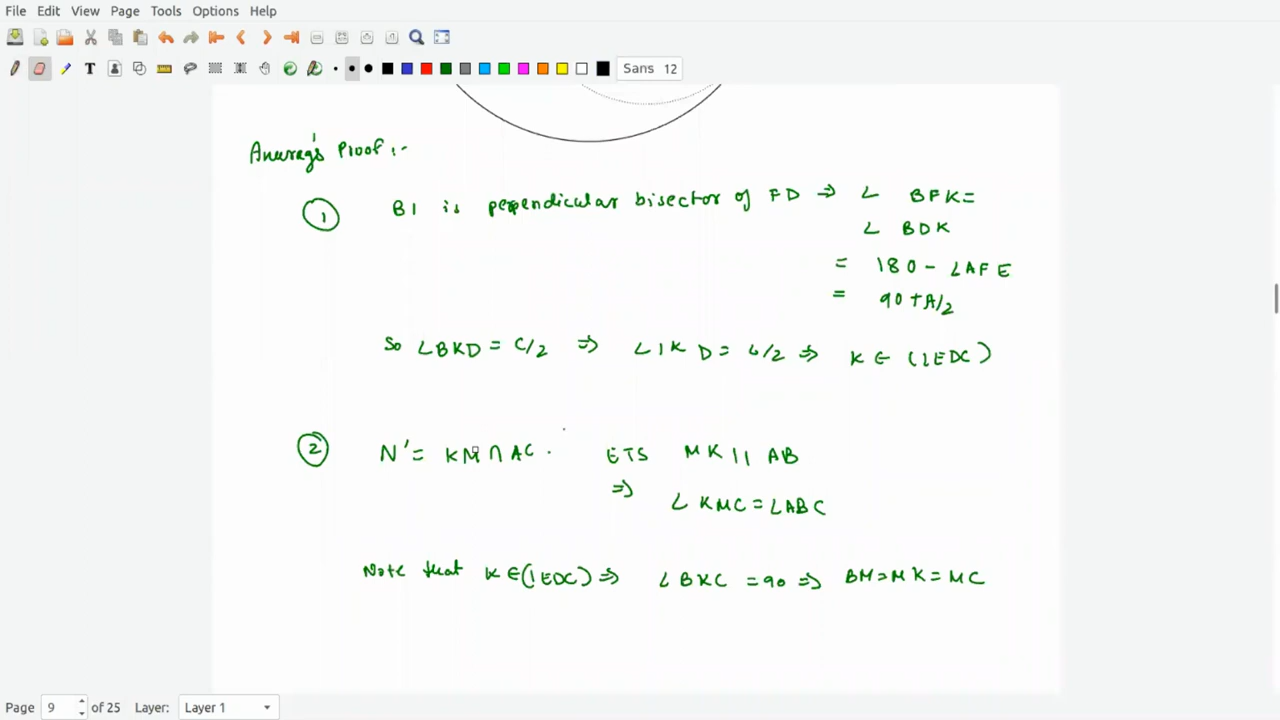 File Edit View Page Tools Options Help
Sans 12
Anurag's Proof :-
① BI is perpendicular bisector of FD ⇒ ∠ BFK =
∠ BDK
= 180 - ∠AFE
= 90 + A/2
So ∠BKD = C/2 ⇒ ∠IKD = C/2 ⇒ K ∈ (IEDC)
② N' = KM ∩ AC . ETS MK || AB
⇒ ∠ KMC = ∠ABC
Note that K ∈ (IEDC) ⇒ ∠ BKC = 90 ⇒ BM = MK = MC
Page 9 of 25 Layer: Layer 1